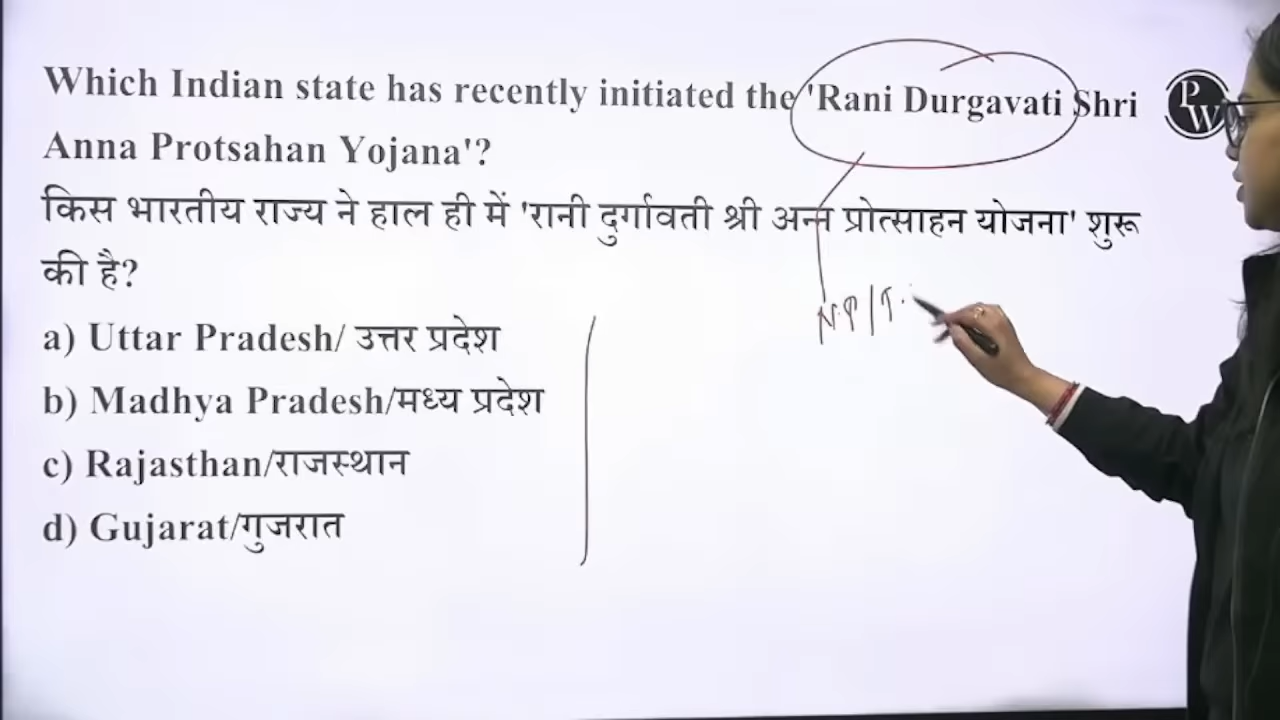 Which Indian state has recently initiated the 'Rani Durgavati Shri
Anna Protsahan Yojana'?
किस भारतीय राज्य ने हाल ही में 'रानी दुर्गावती श्री अन्न प्रोत्साहन योजना' शुरू
की है?
a) Uttar Pradesh/ उत्तर प्रदेश
b) Madhya Pradesh/मध्य प्रदेश
c) Rajasthan/राजस्थान
d) Gujarat/गुजरात
PW